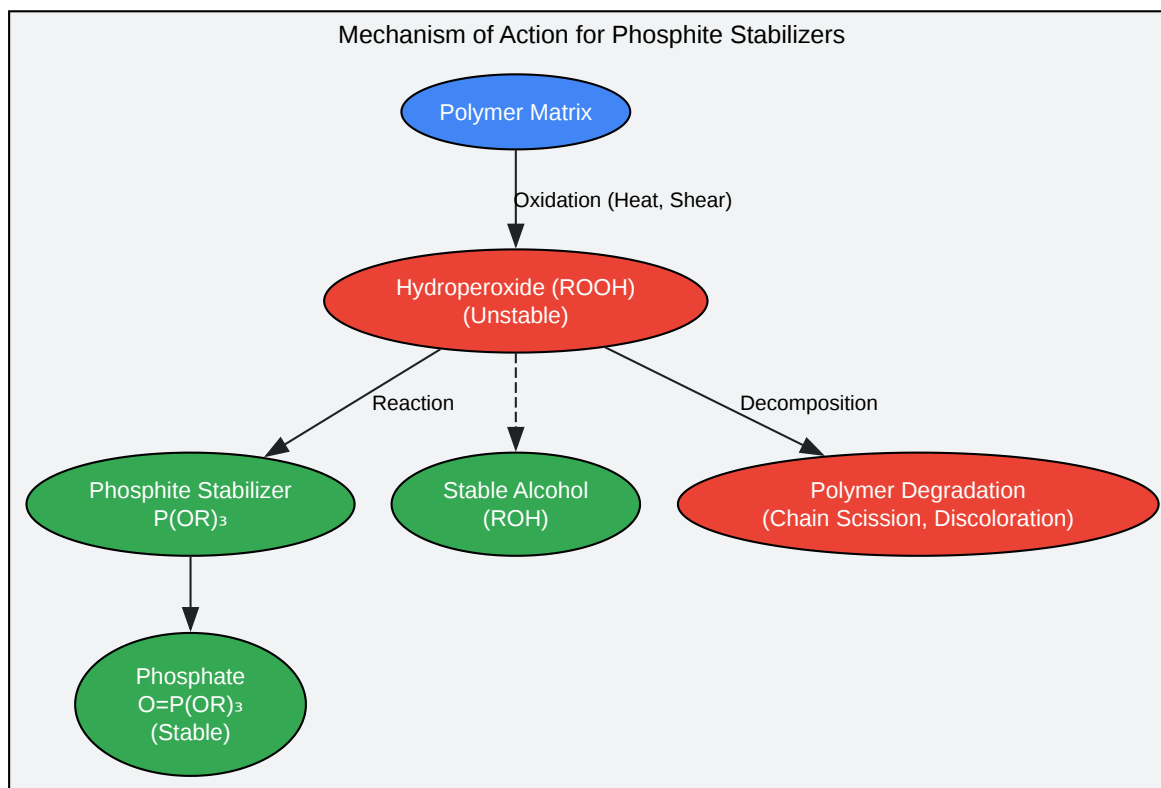 Mechanism of Action for Phosphite Stabilizers
Polymer Matrix
Oxidation (Heat, Shear)
Hydroperoxide (ROOH)
(Unstable)
Reaction
Decomposition
Phosphite Stabilizer
P(OR)₃
Stable Alcohol
(ROH)
Polymer Degradation
(Chain Scission, Discoloration)
Phosphate
O=P(OR)₃
(Stable)